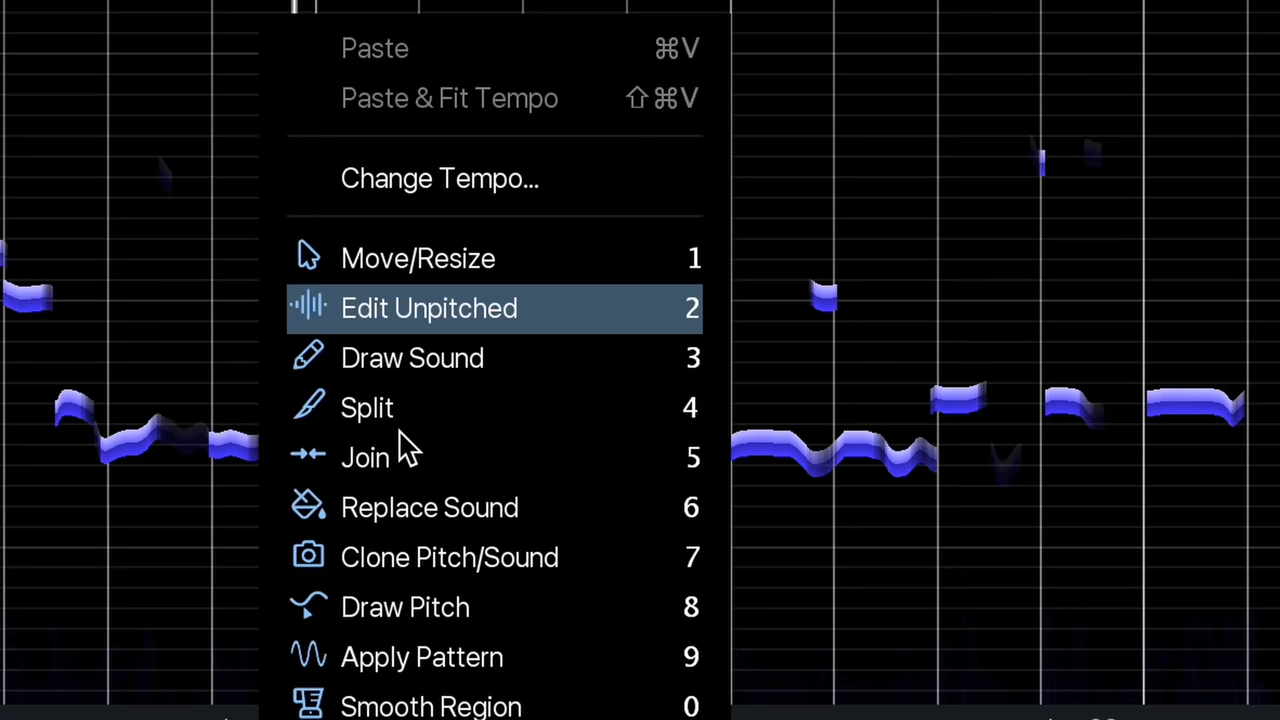 Paste ⌘V
Paste & Fit Tempo ⇧⌘V
Change Tempo...
Move/Resize 1
Edit Unpitched 2
Draw Sound 3
Split 4
Join 5
Replace Sound 6
Clone Pitch/Sound 7
Draw Pitch 8
Apply Pattern 9
Smooth Region 0